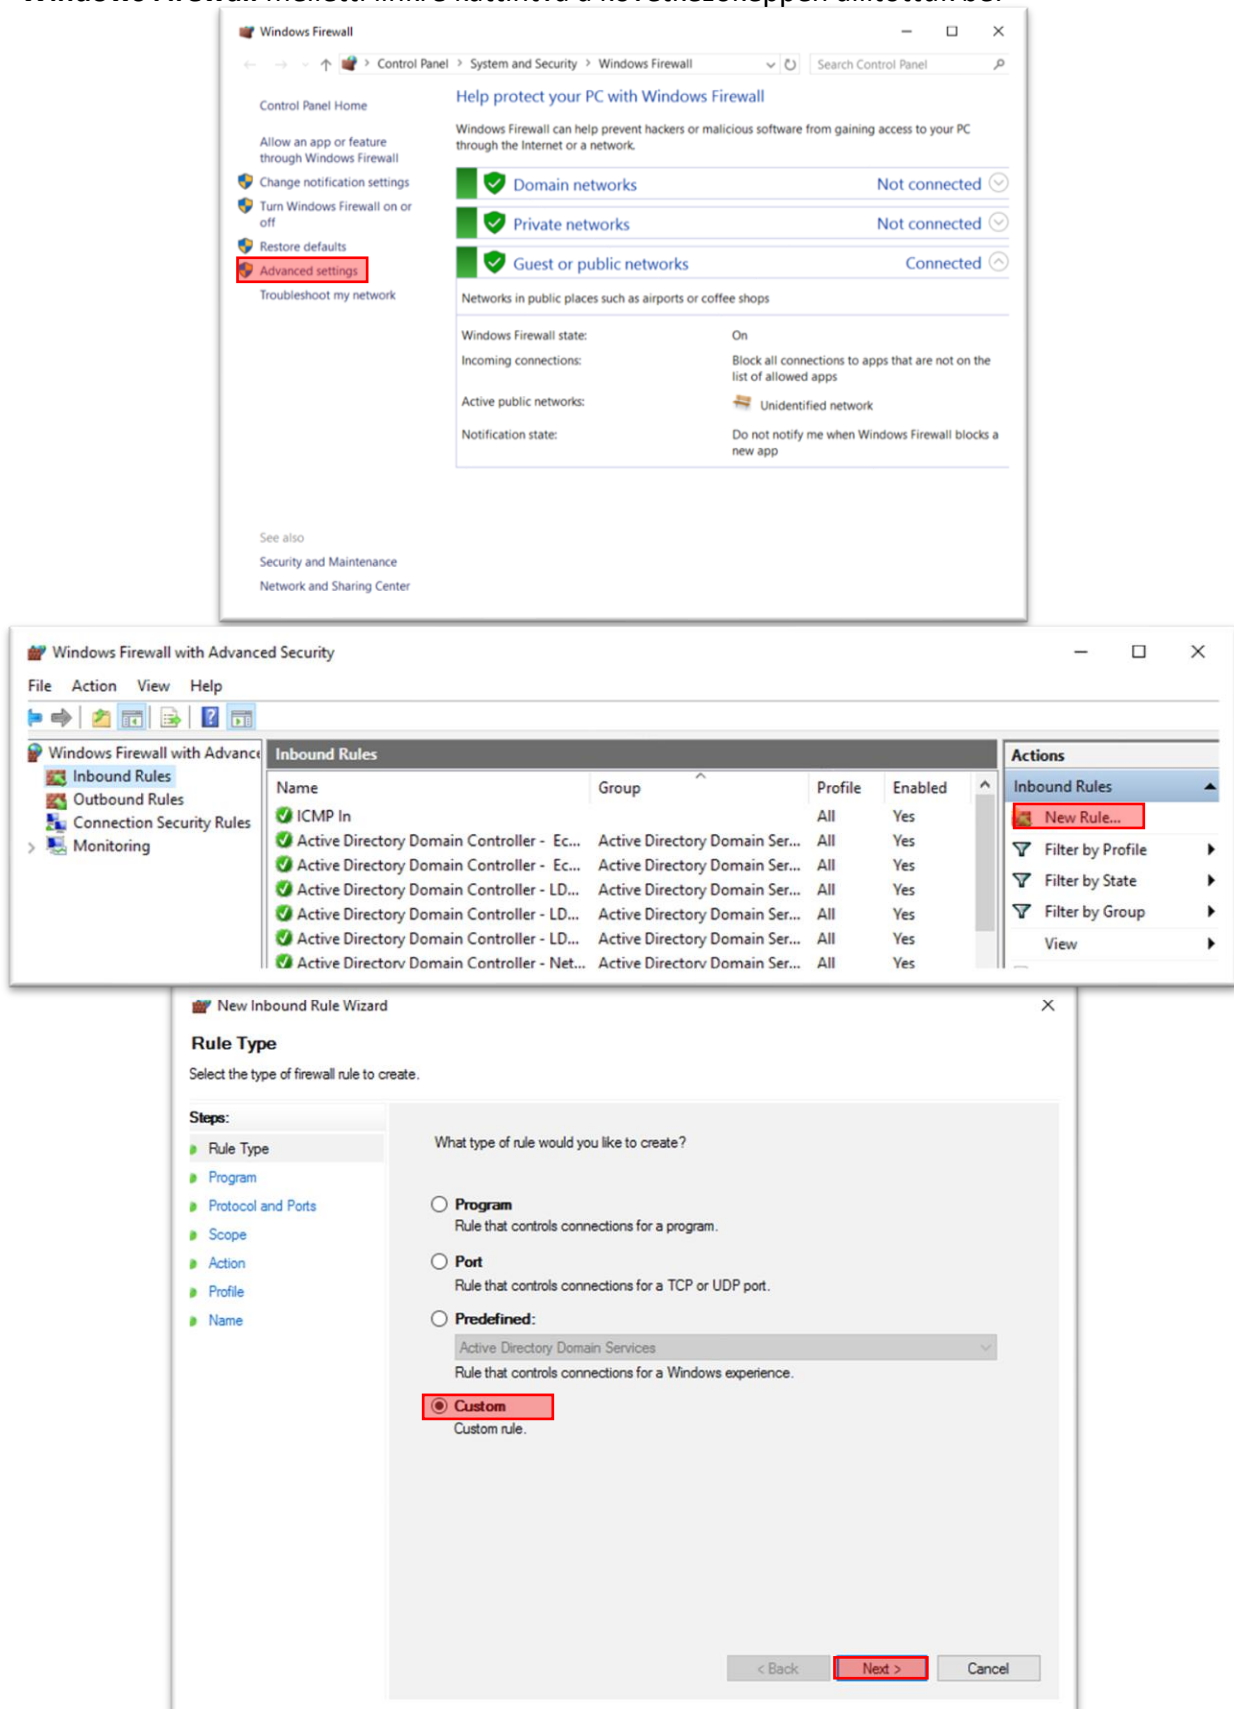 Windows Firewall melletti linkre kattintva a következőképpen állítottuk be:
Windows Firewall
Control Panel > System and Security > Windows Firewall
Search Control Panel
Control Panel Home
Allow an app or feature
through Windows Firewall
Change notification settings
Turn Windows Firewall on or
off
Restore defaults
Advanced settings
Troubleshoot my network
See also
Security and Maintenance
Network and Sharing Center
Help protect your PC with Windows Firewall
Windows Firewall can help prevent hackers or malicious software from gaining access to your PC
through the Internet or a network.
Domain networks Not connected
Private networks Not connected
Guest or public networks Connected
Networks in public places such as airports or coffee shops
Windows Firewall state: On
Incoming connections: Block all connections to apps that are not on the
list of allowed apps
Active public networks: Unidentified network
Notification state: Do not notify me when Windows Firewall blocks a
new app
Windows Firewall with Advanced Security
File Action View Help
Windows Firewall with Advance
Inbound Rules
Outbound Rules
Connection Security Rules
> Monitoring
Inbound Rules
Name Group Profile Enabled
ICMP In All Yes
Active Directory Domain Controller - Ec... Active Directory Domain Ser... All Yes
Active Directory Domain Controller - Ec... Active Directory Domain Ser... All Yes
Active Directory Domain Controller - LD... Active Directory Domain Ser... All Yes
Active Directory Domain Controller - LD... Active Directory Domain Ser... All Yes
Active Directory Domain Controller - LD... Active Directory Domain Ser... All Yes
Active Directory Domain Controller - Net... Active Directory Domain Ser... All Yes
Actions
Inbound Rules
New Rule...
Filter by Profile
Filter by State
Filter by Group
View
New Inbound Rule Wizard
Rule Type
Select the type of firewall rule to create.
Steps:
Rule Type
Program
Protocol and Ports
Scope
Action
Profile
Name
What type of rule would you like to create?
Program
Rule that controls connections for a program.
Port
Rule that controls connections for a TCP or UDP port.
Predefined:
Active Directory Domain Services
Rule that controls connections for a Windows experience.
Custom
Custom rule.
< Back Next > Cancel